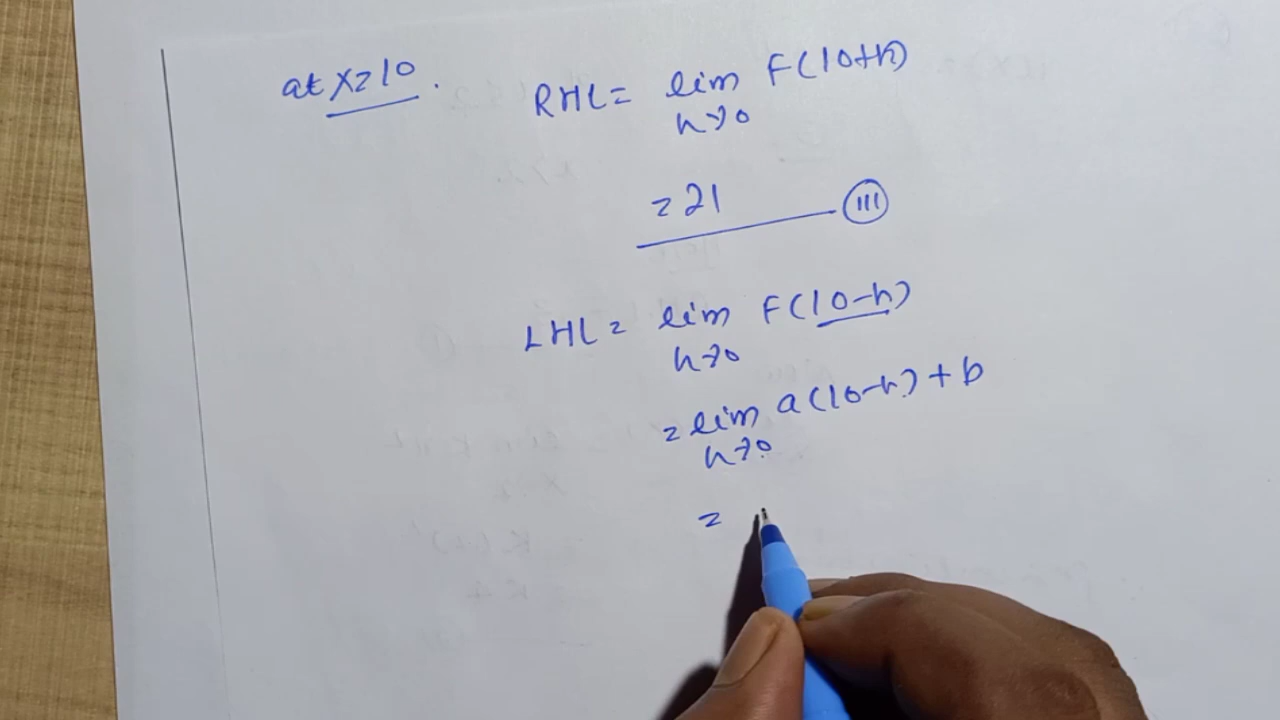 at x = 10.
RHL = lim F(10+h)
h→0
= 21 (III)
LHL = lim F(10-h)
h→0
= lim a(10-h) + b
h→0
=